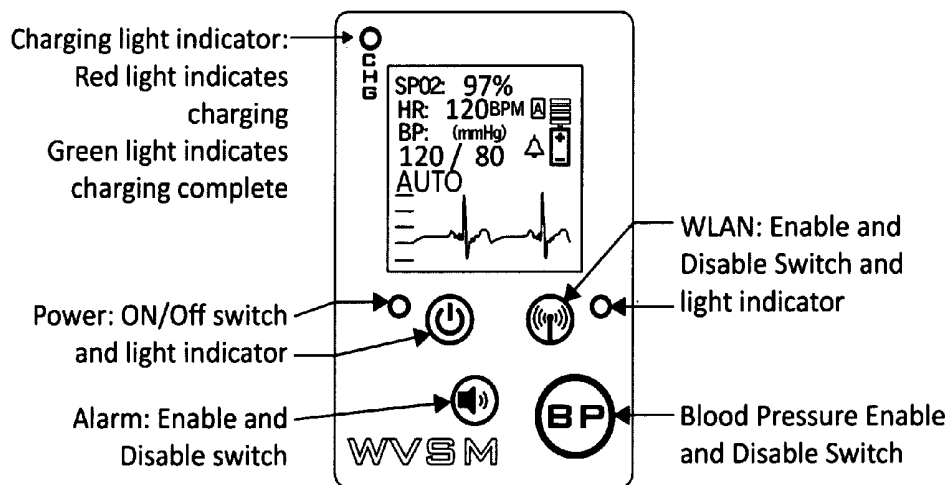 Charging light indicator:
Red light indicates
charging
Green light indicates
charging complete
CHG
SPO2: 97%
HR: 120BPM A
BP: (mmHg)
120 / 80
AUTO
WLAN: Enable and
Disable Switch and
light indicator
Power: ON/Off switch
and light indicator
Alarm: Enable and
Disable switch
BP
Blood Pressure Enable
and Disable Switch
WVSM